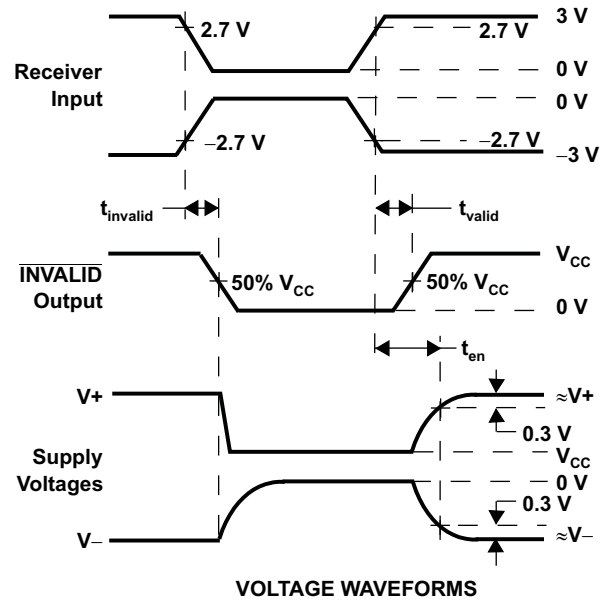 3 V
2.7 V
2.7 V
Receiver
Input
0 V
0 V
–2.7 V
–2.7 V
–3 V
tinvalid
tvalid
INVALID
Output
VCC
50% VCC
50% VCC
0 V
ten
V+
≈V+
0.3 V
Supply
Voltages
VCC
0 V
0.3 V
V–
≈V–
VOLTAGE WAVEFORMS